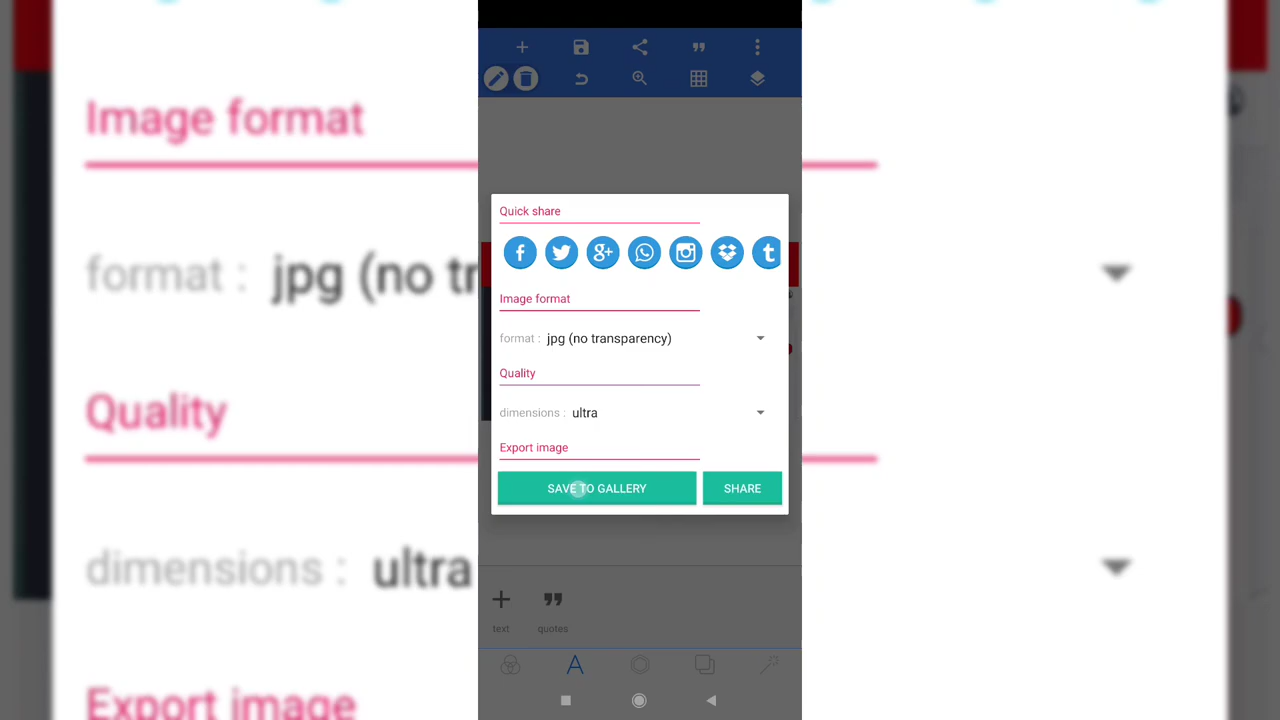 Quick share
Image format
format : jpg (no transparency)
Quality
dimensions : ultra
Export image
SAVE TO GALLERY SHARE
text quotes
Image format
format : jpg (no tr
Quality
dimensions : ultra
Export image